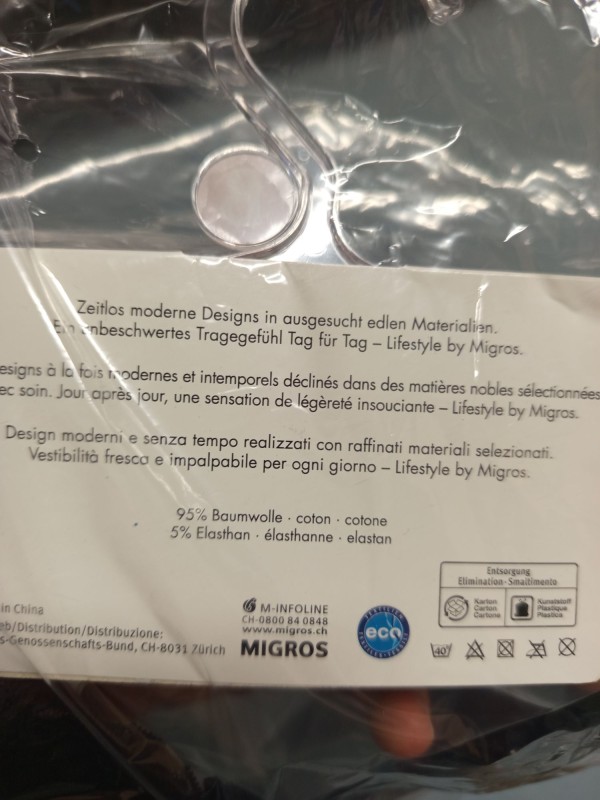 Zeitlos moderne Designs in ausgesucht edlen Materialien.
Ein unbeschwertes Tragegefühl Tag für Tag – Lifestyle by Migros.
esigns à la fois modernes et intemporels déclinés dans des matières nobles sélectionnées
ec soin. Jour après jour, une sensation de légèreté insouciante – Lifestyle by Migros.
Design moderni e senza tempo realizzati con raffinati materiali selezionati.
Vestibilità fresca e impalpabile per ogni giorno – Lifestyle by Migros.
95% Baumwolle · coton · cotone
5% Elasthan · élasthanne · elastan
Entsorgung
Elimination·Smaltimento
Karton
Carton
Cartone
Kunststoff
Plastique
Plastica
in China
eb/Distribution/Distribuzione:
s-Genossenschafts-Bund, CH-8031 Zürich
M-INFOLINE
CH-0800 84 0848
www.migros.ch
MIGROS
eco
40°